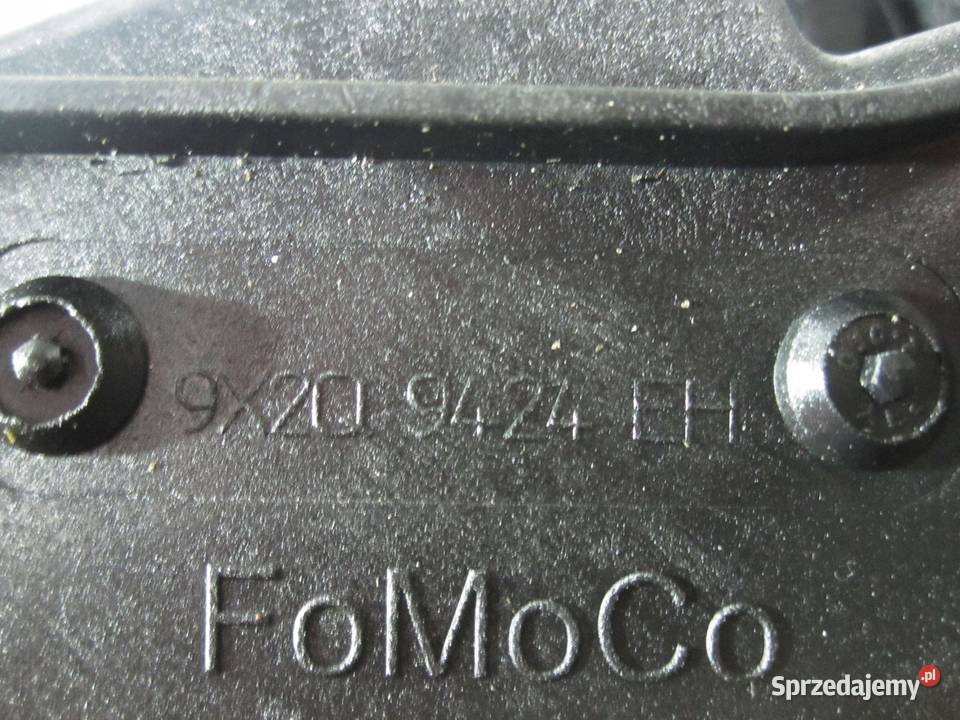 9X2Q 9424 EH
FoMoCo
Sprzedajemy.pl